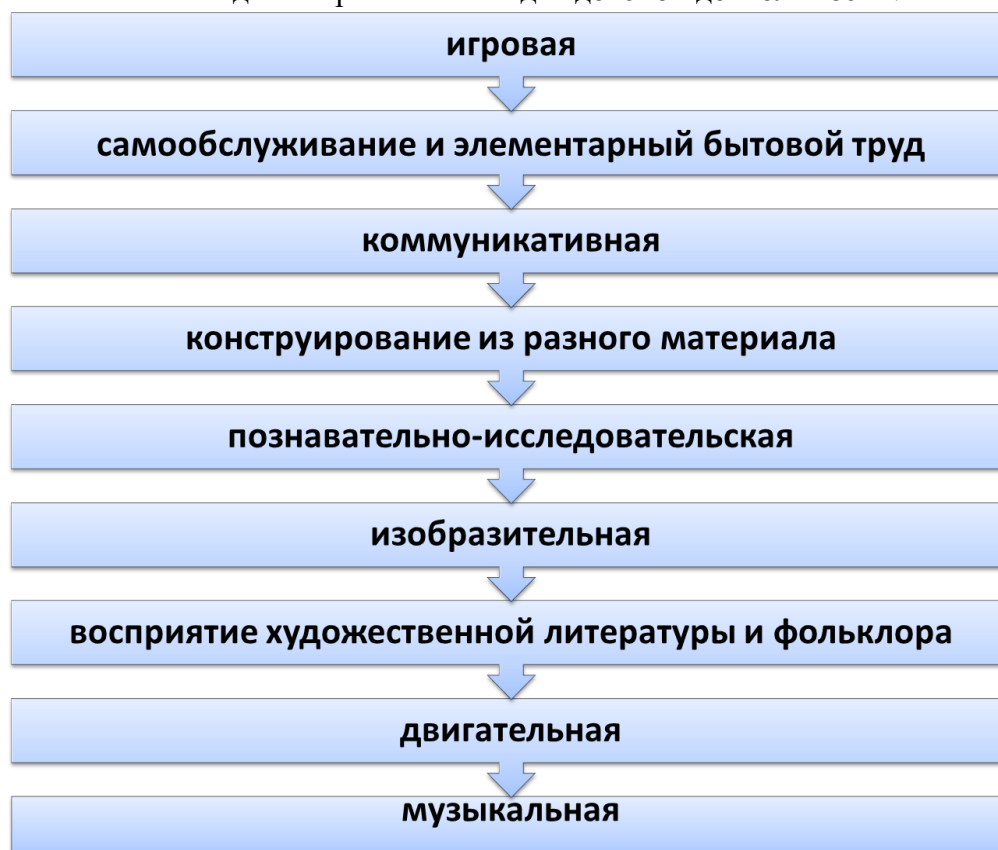 игровая
самообслуживание и элементарный бытовой труд
коммуникативная
конструирование из разного материала
познавательно-исследовательская
изобразительная
восприятие художественной литературы и фольклора
двигательная
музыкальная